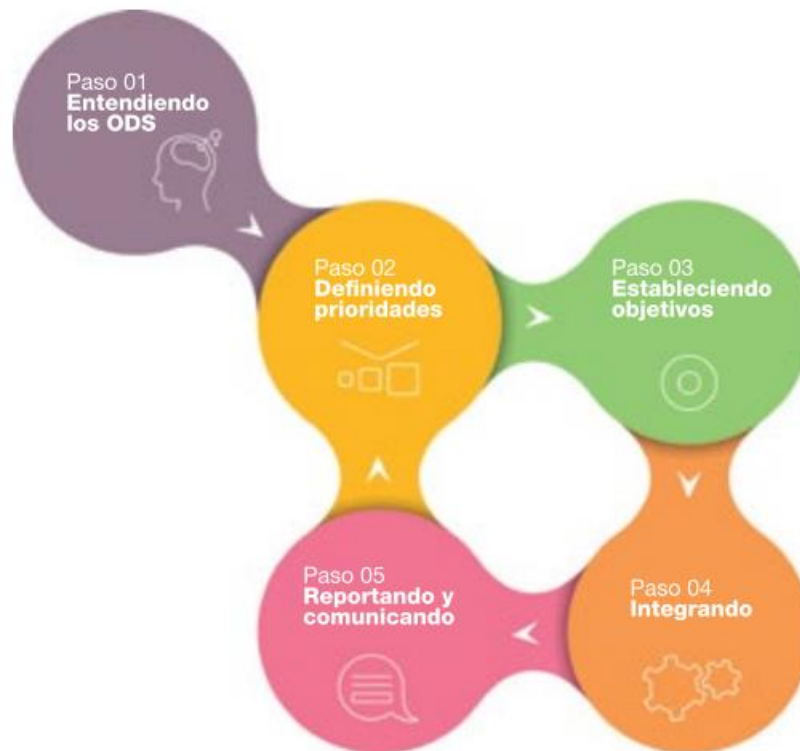 Paso 01
Entendiendo
los ODS
Paso 02
Definiendo
prioridades
Paso 03
Estableciendo
objetivos
Paso 04
Integrando
Paso 05
Reportando y
comunicando